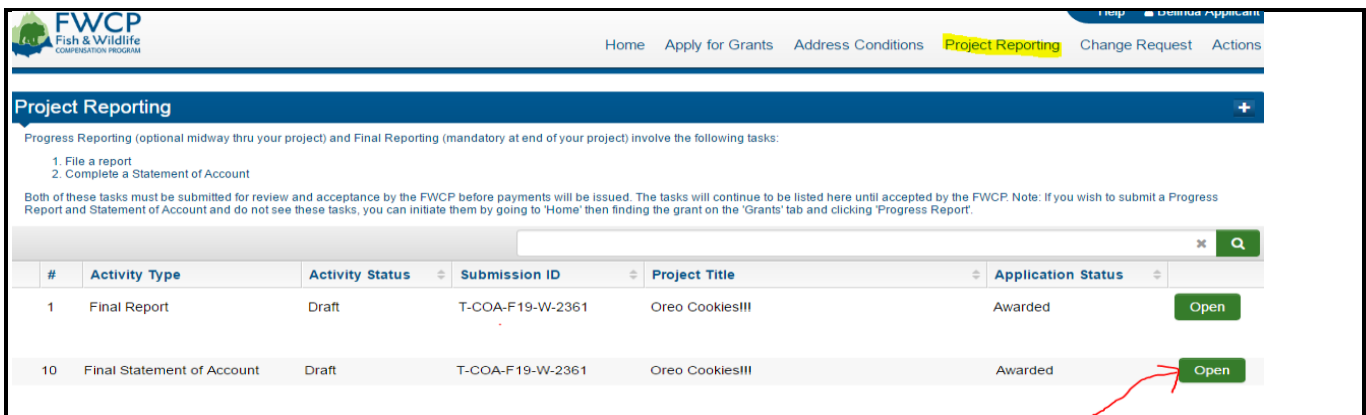 FWCP
Fish & Wildlife
COMPENSATION PROGRAM
Help Belinda Applicant
Home Apply for Grants Address Conditions Project Reporting Change Request Actions
Project Reporting +
Progress Reporting (optional midway thru your project) and Final Reporting (mandatory at end of your project) involve the following tasks:
1. File a report
2. Complete a Statement of Account
Both of these tasks must be submitted for review and acceptance by the FWCP before payments will be issued. The tasks will continue to be listed here until accepted by the FWCP. Note: If you wish to submit a Progress
Report and Statement of Account and do not see these tasks, you can initiate them by going to 'Home' then finding the grant on the 'Grants' tab and clicking 'Progress Report'.
# Activity Type Activity Status Submission ID Project Title Application Status
1 Final Report Draft T-COA-F19-W-2361 Oreo Cookies!!! Awarded Open
10 Final Statement of Account Draft T-COA-F19-W-2361 Oreo Cookies!!! Awarded Open